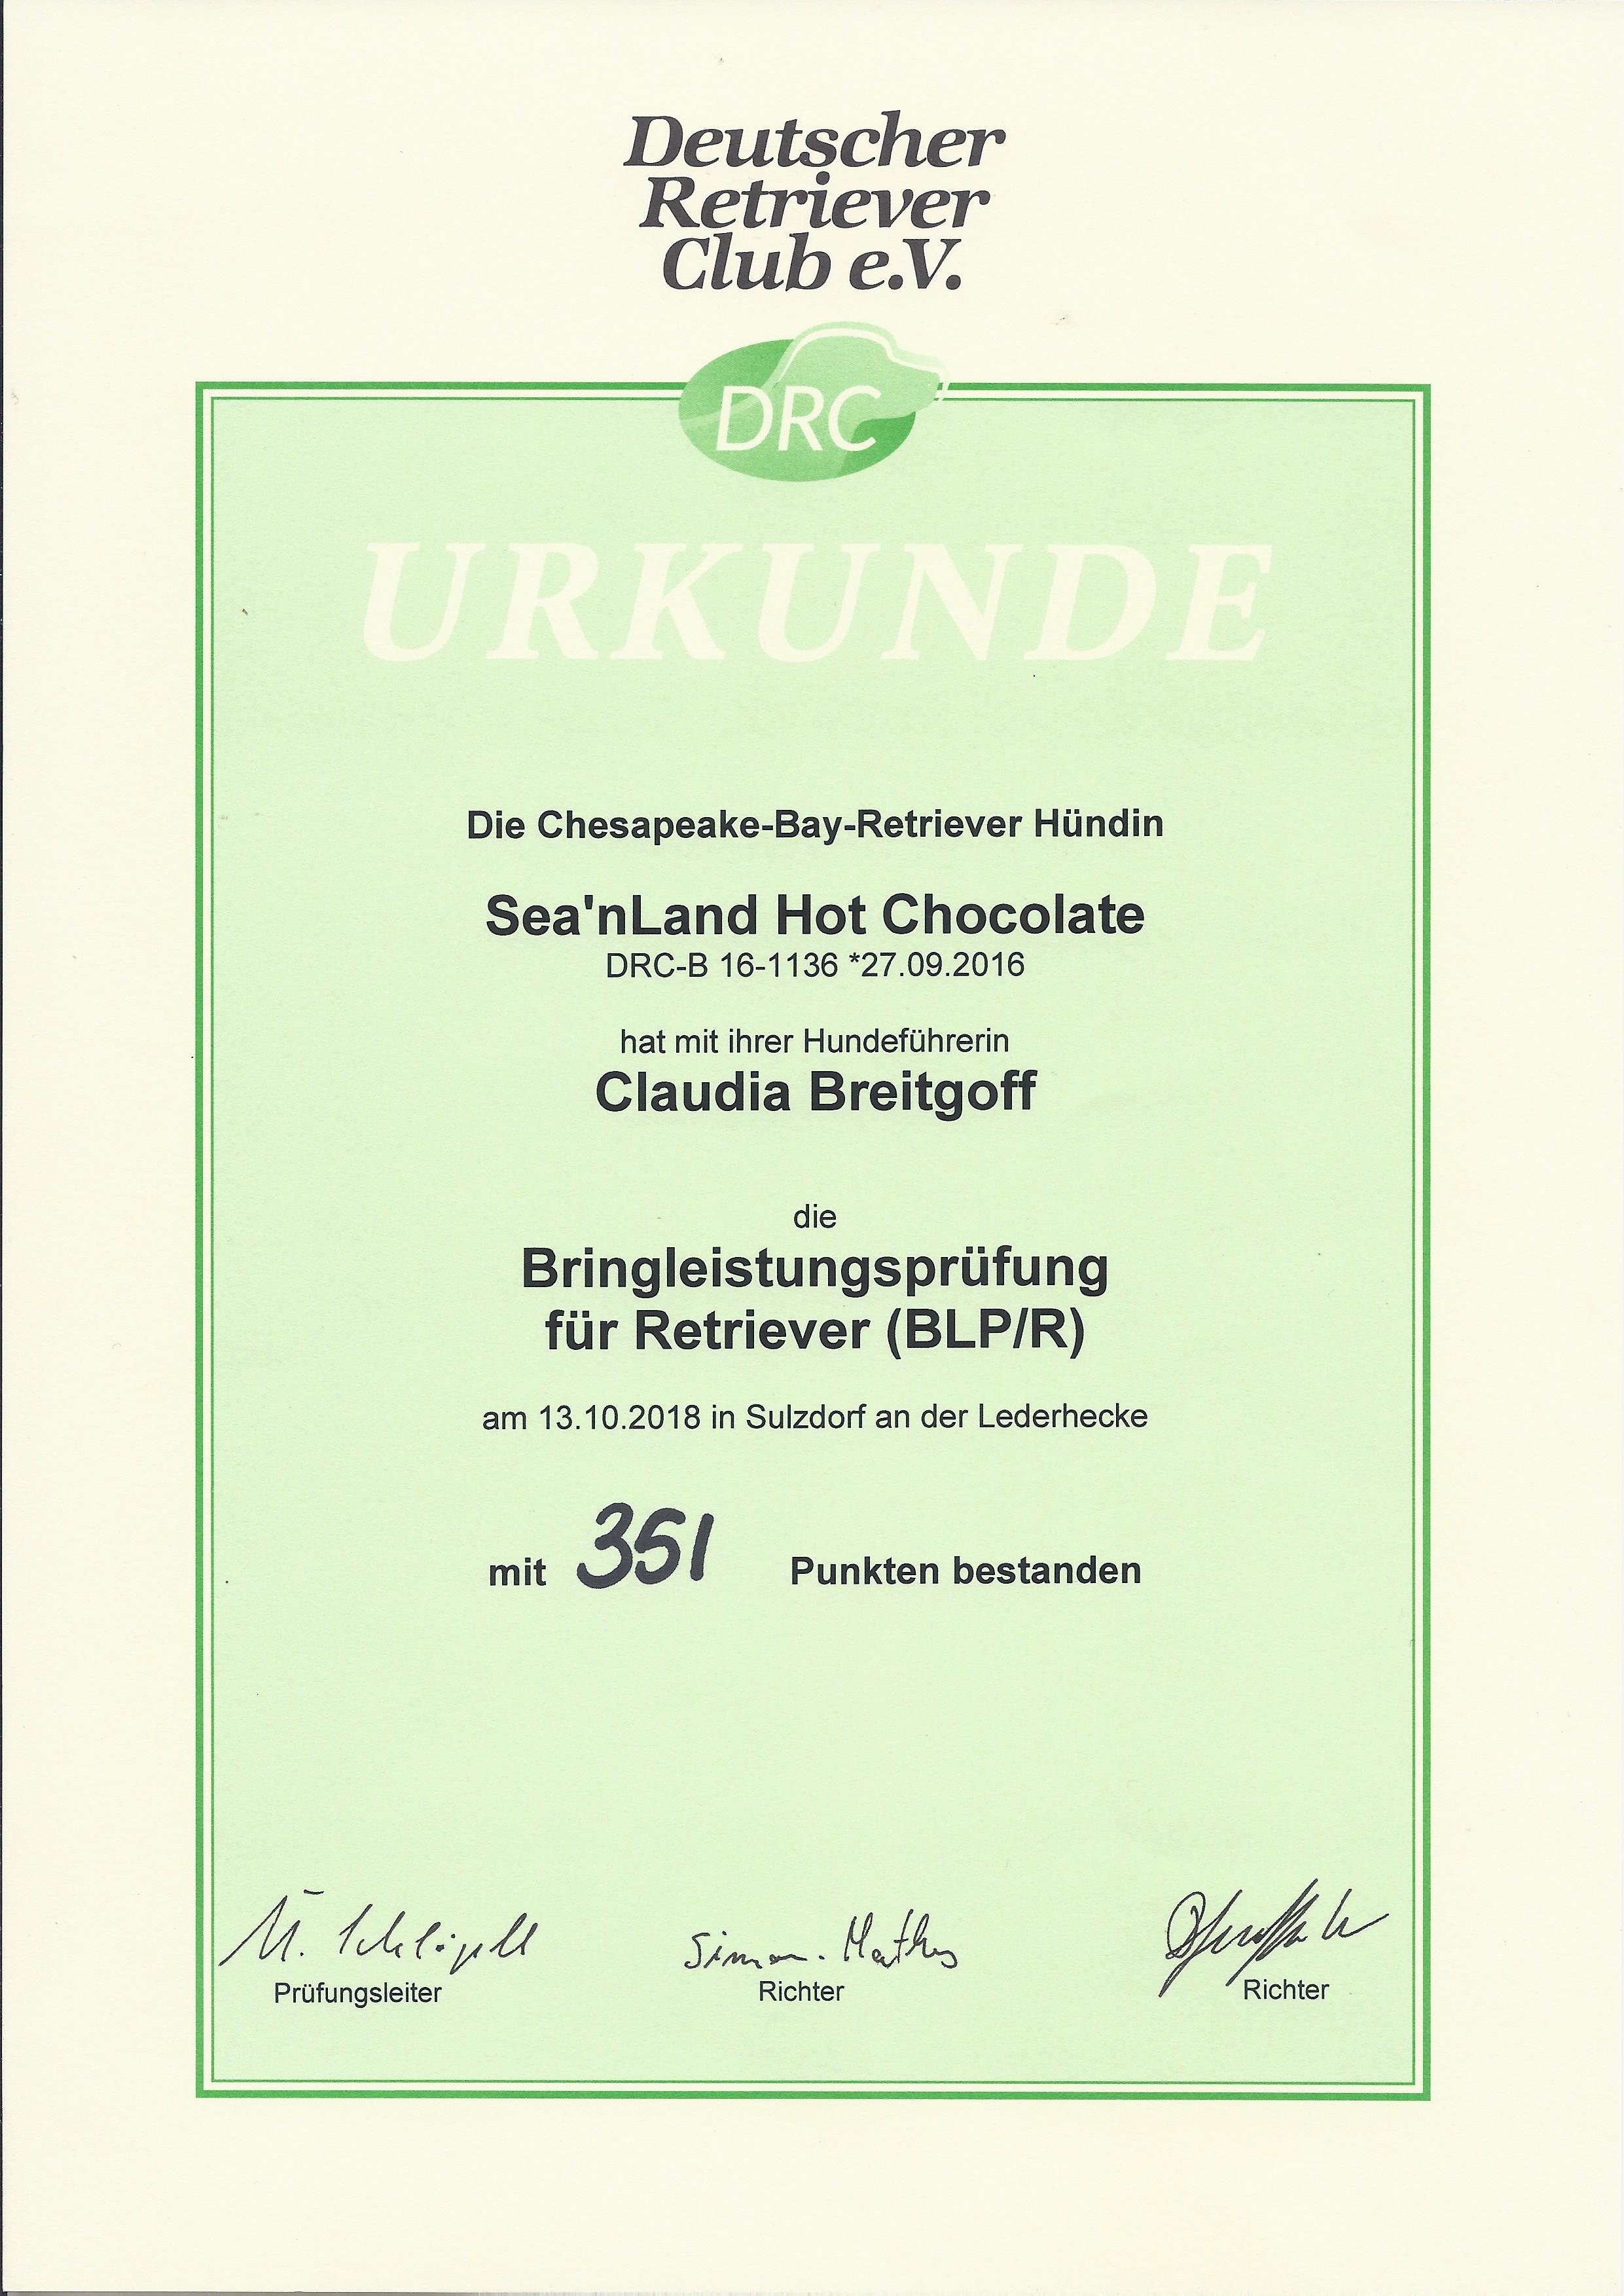 Deutscher
Retriever
Club e.V.
DRC
URKUNDE
Die Chesapeake-Bay-Retriever Hündin
Sea'nLand Hot Chocolate
DRC-B 16-1136 *27.09.2016
hat mit ihrer Hundeführerin
Claudia Breitgoff
die
Bringleistungsprüfung
für Retriever (BLP/R)
am 13.10.2018 in Sulzdorf an der Lederhecke
mit 351 Punkten bestanden
Prüfungsleiter Richter Richter